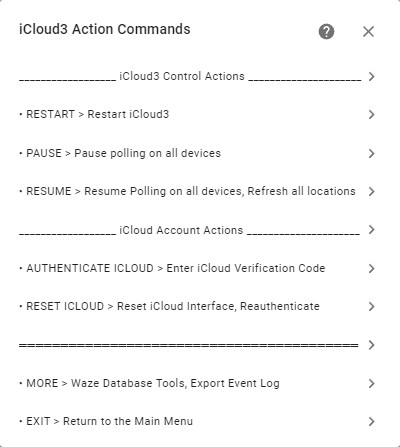 iCloud3 Action Commands
__________________ iCloud3 Control Actions _____________________
• RESTART > Restart iCloud3
• PAUSE > Pause polling on all devices
• RESUME > Resume Polling on all devices, Refresh all locations
__________________ iCloud Account Actions _____________________
• AUTHENTICATE ICLOUD > Enter iCloud Verification Code
• RESET ICLOUD > Reset iCloud Interface, Reauthenticate
==========================================
• MORE > Waze Database Tools, Export Event Log
• EXIT > Return to the Main Menu